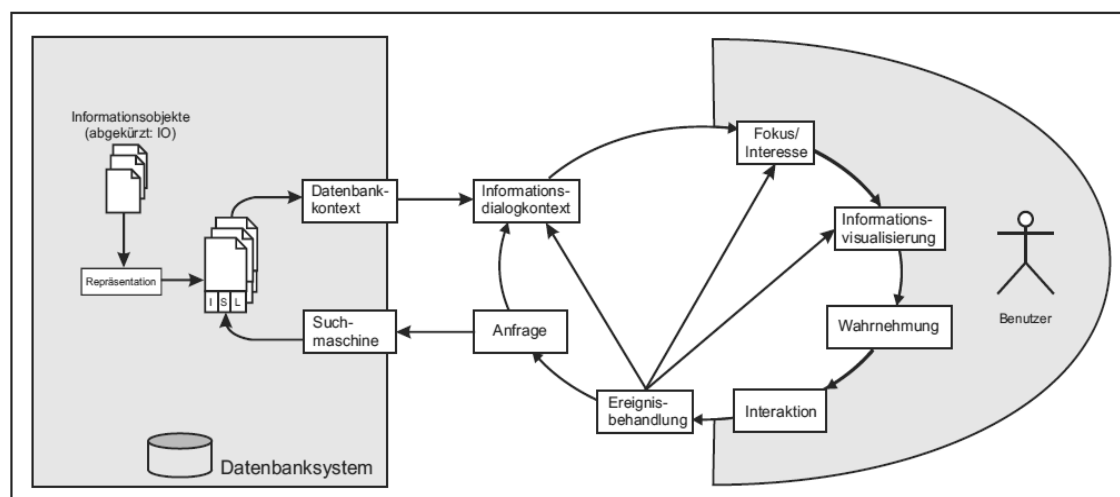 Informationsobjekte
(abgekürzt: IO)
Repräsentation
I S L
Datenbank-
kontext
Such-
maschine
Datenbanksystem
Informations-
dialogkontext
Anfrage
Ereignis-
behandlung
Fokus/
Interesse
Informations-
visualisierung
Wahrnehmung
Interaktion
Benutzer